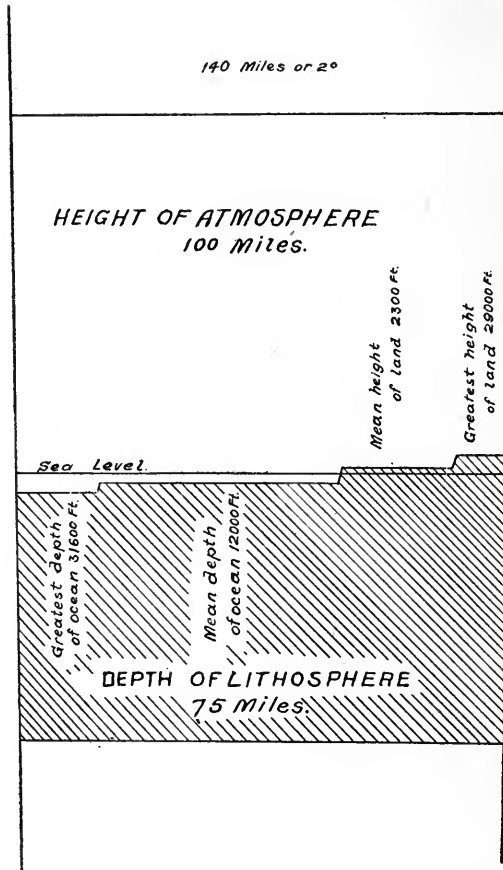 140 Miles or 2°
HEIGHT OF ATMOSPHERE
100 Miles.
Mean height
of land 2300 Ft.
Greatest height
of land 29000 Ft.
Sea Level.
Greatest depth
of ocean 31600 Ft.
Mean depth
of ocean 12000 Ft.
DEPTH OF LITHOSPHERE
75 Miles.